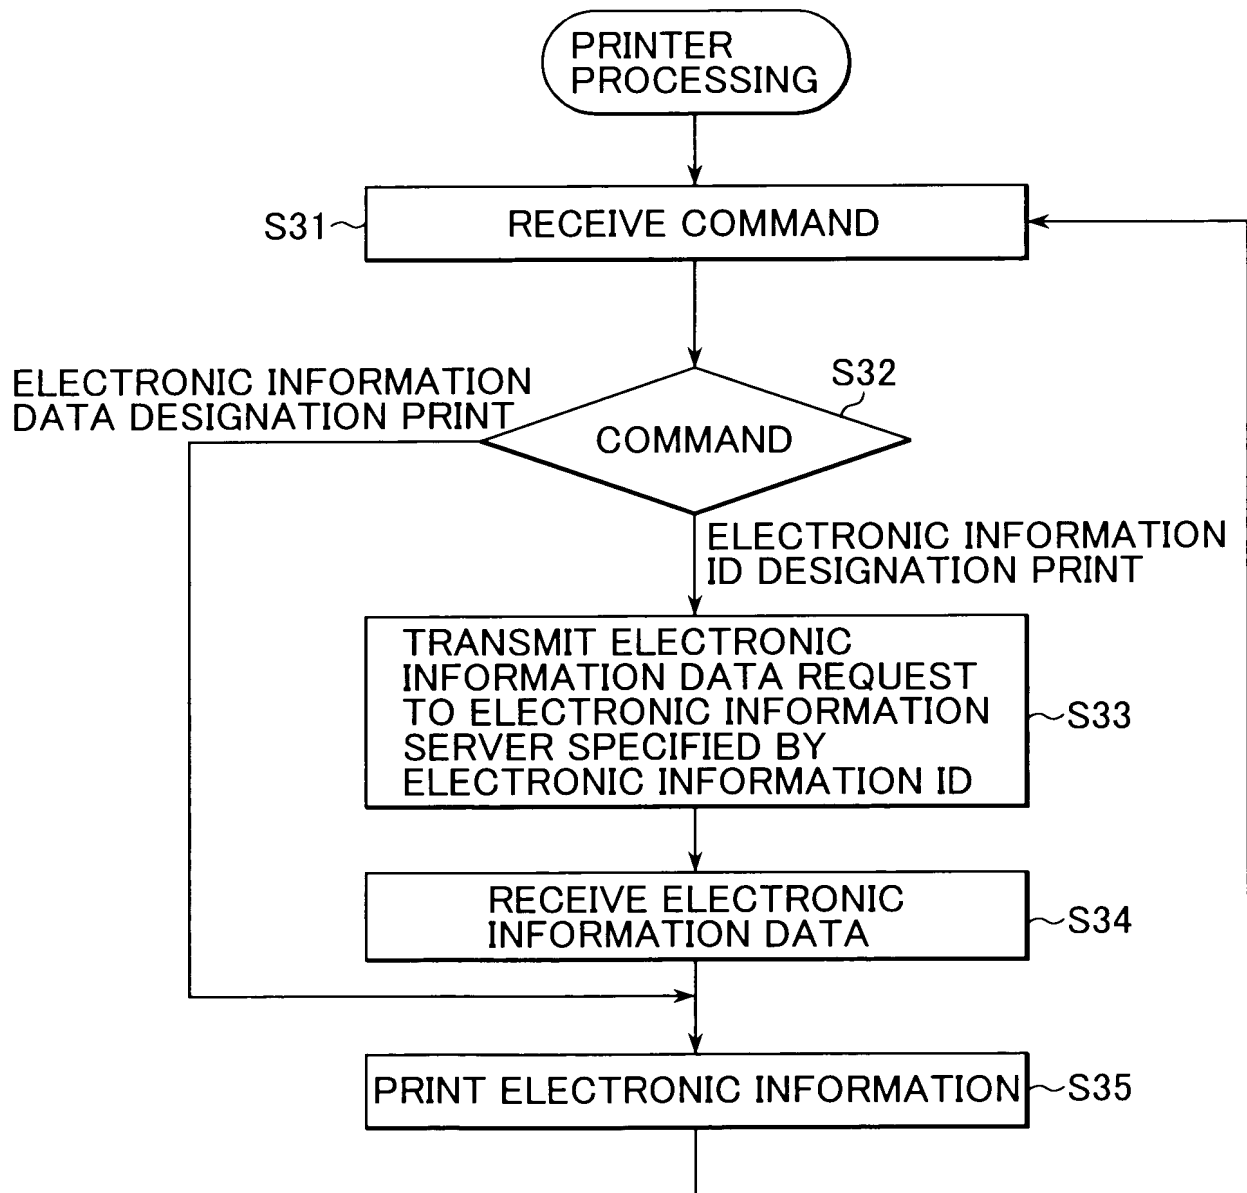 PRINTER
PROCESSING
S31
RECEIVE COMMAND
ELECTRONIC INFORMATION
DATA DESIGNATION PRINT
S32
COMMAND
ELECTRONIC INFORMATION
ID DESIGNATION PRINT
TRANSMIT ELECTRONIC
INFORMATION DATA REQUEST
TO ELECTRONIC INFORMATION
SERVER SPECIFIED BY
ELECTRONIC INFORMATION ID
S33
RECEIVE ELECTRONIC
INFORMATION DATA
S34
PRINT ELECTRONIC INFORMATION
S35